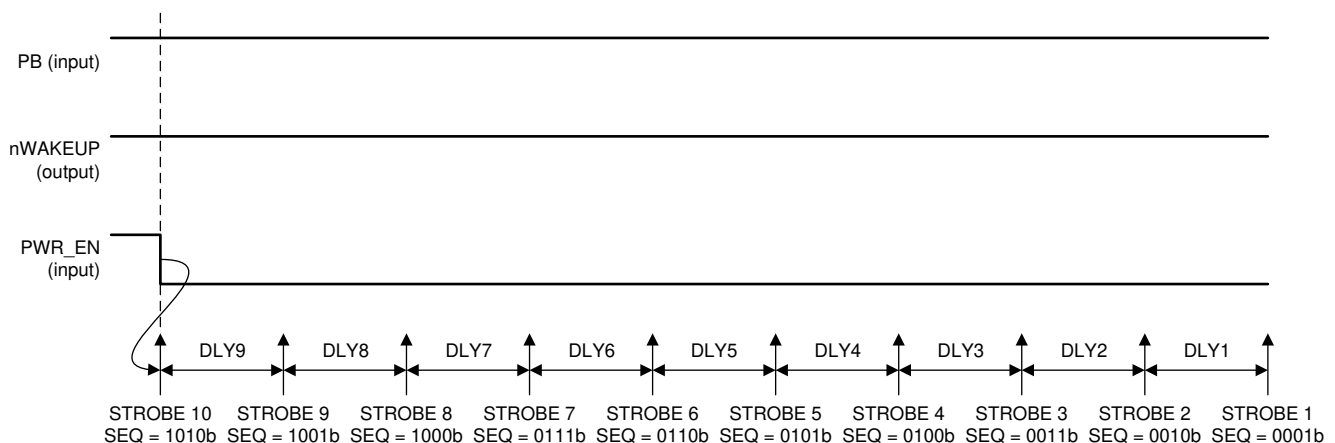 PB (input)
nWAKEUP
(output)
PWR_EN
(input)
DLY9 DLY8 DLY7 DLY6 DLY5 DLY4 DLY3 DLY2 DLY1
STROBE 10 STROBE 9 STROBE 8 STROBE 7 STROBE 6 STROBE 5 STROBE 4 STROBE 3 STROBE 2 STROBE 1
SEQ = 1010b SEQ = 1001b SEQ = 1000b SEQ = 0111b SEQ = 0110b SEQ = 0101b SEQ = 0100b SEQ = 0011b SEQ = 0010b SEQ = 0001b